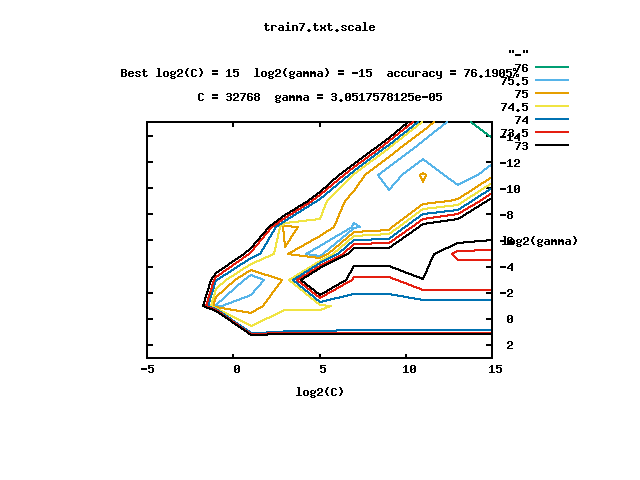 train7.txt.scale
"-"
Best log2(C) = 15 log2(gamma) = -15 accuracy = 76.1905%
76
75.5
C = 32768 gamma = 3.0517578125e-05
75
74.5
74
73.5
73
-14
-12
-10
-8
-6
log2(gamma)
-4
-2
0
2
-5 0 5 10 15
log2(C)